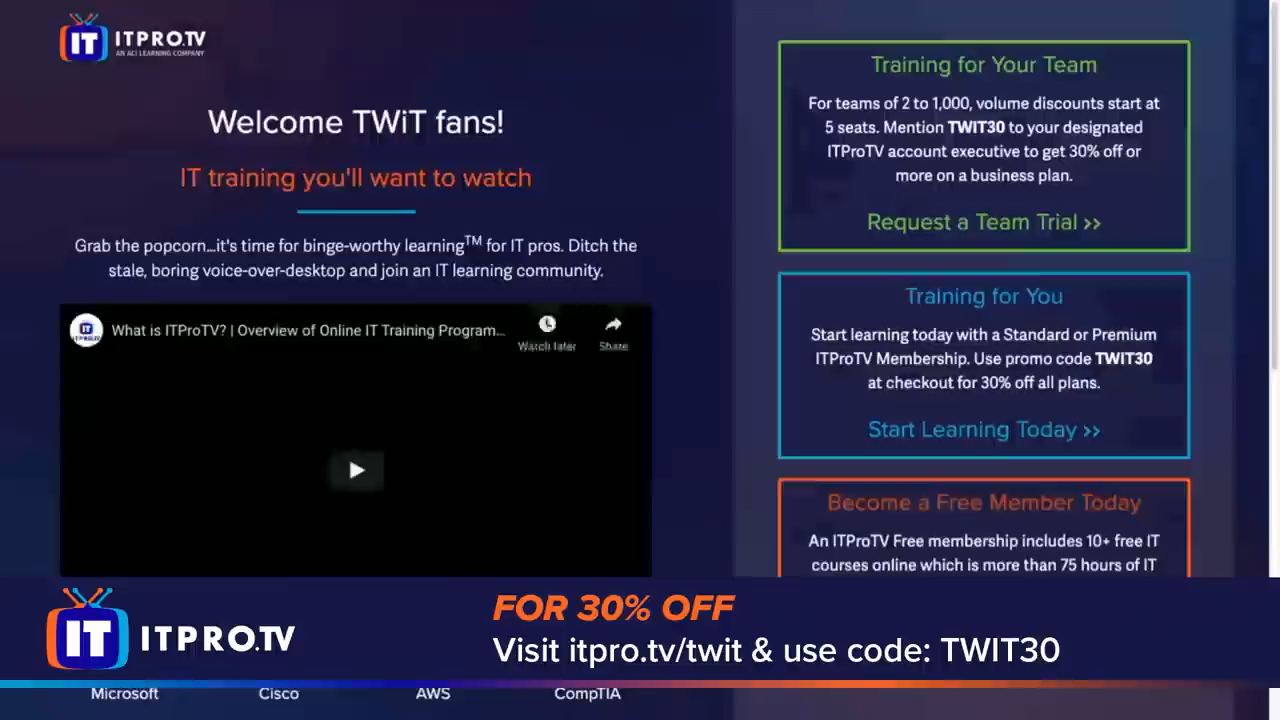 IT ITPRO.TV
AN ACI LEARNING COMPANY
Welcome TWiT fans!
IT training you'll want to watch
Grab the popcorn...it's time for binge-worthy learningTM for IT pros. Ditch the
stale, boring voice-over-desktop and join an IT learning community.
IT
What is ITProTV? | Overview of Online IT Training Program...
Watch later
Share
Training for Your Team
For teams of 2 to 1,000, volume discounts start at
5 seats. Mention TWIT30 to your designated
ITProTV account executive to get 30% off or
more on a business plan.
Request a Team Trial >>
Training for You
Start learning today with a Standard or Premium
ITProTV Membership. Use promo code TWIT30
at checkout for 30% off all plans.
Start Learning Today >>
Become a Free Member Today
An ITProTV Free membership includes 10+ free IT
courses online which is more than 75 hours of IT
IT ITPRO.TV
FOR 30% OFF
Visit itpro.tv/twit & use code: TWIT30
Microsoft Cisco AWS CompTIA